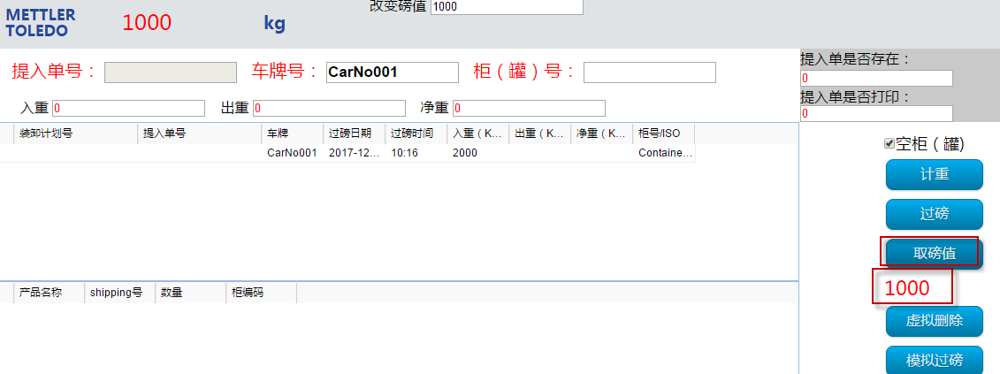 改变磅值 1000
METTLER
TOLEDO
1000 kg
提入单号： 车牌号： CarNo001 柜（罐）号：
提入单是否存在：
0
提入单是否打印：
0
入重 0 出重 0 净重 0
装卸计划号 提入单号 车牌 过磅日期 过磅时间 入重（K... 出重（K... 净重（K... 柜号/ISO
CarNo001 2017-12... 10:16 2000 Containe...
空柜（罐)
计重
过磅
取磅值
1000
虚拟删除
模拟过磅
产品名称 shipping号 数量 柜编码